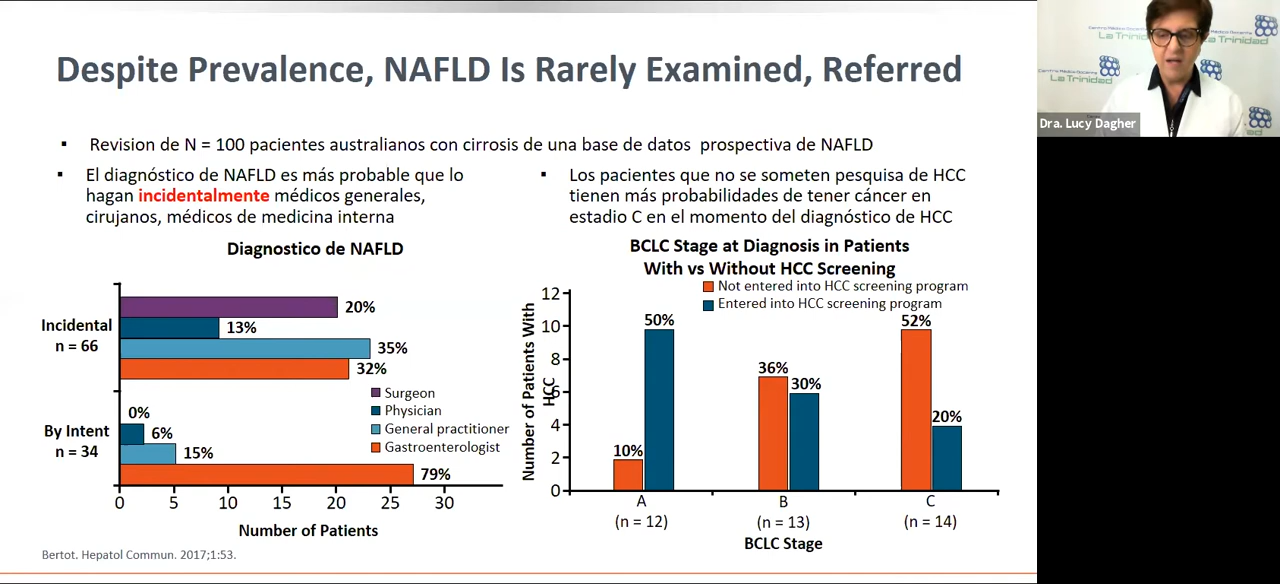 Despite Prevalence, NAFLD Is Rarely Examined, Referred
▪ Revision de N = 100 pacientes australianos con cirrosis de una base de datos prospectiva de NAFLD
▪ El diagnóstico de NAFLD es más probable que lo
hagan incidentalmente médicos generales,
cirujanos, médicos de medicina interna
▪ Los pacientes que no se someten pesquisa de HCC
tienen más probabilidades de tener cáncer en
estadio C en el momento del diagnóstico de HCC
Diagnostico de NAFLD
20%
Incidental
n = 66
13%
35%
32%
Surgeon
Physician
General practitioner
Gastroenterologist
0%
By Intent
n = 34
6%
15%
79%
0 5 10 15 20 25 30
Number of Patients
BCLC Stage at Diagnosis in Patients
With vs Without HCC Screening
Not entered into HCC screening program
Entered into HCC screening program
Number of Patients With
HCC
12
10
8
6
4
2
0
10% 50% 36% 30% 52% 20%
A B C
(n = 12) (n = 13) (n = 14)
BCLC Stage
Bertot. Hepatol Commun. 2017;1:53.
Centro Médico Docente
La Trinidad
La Trinidad
Centro Médico Docente
La Trinidad
Dra. Lucy Dagher